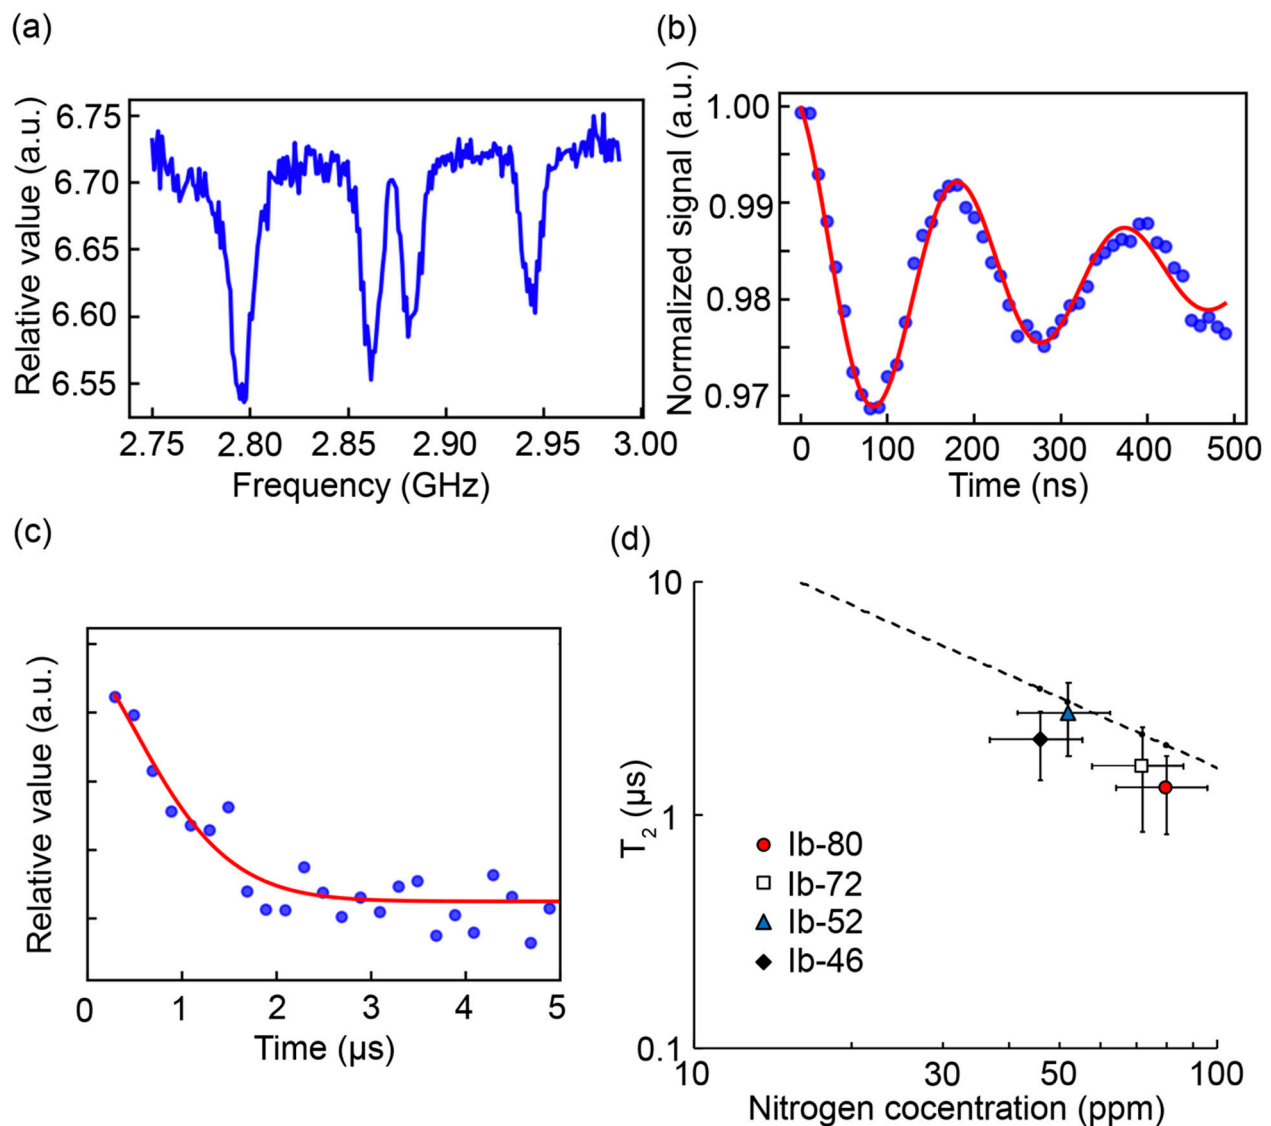 (a)
Relative value (a.u.)
6.75
6.70
6.65
6.60
6.55
2.75 2.80 2.85 2.90 2.95 3.00
Frequency (GHz)
(b)
Normalized signal (a.u.)
1.00
0.99
0.98
0.97
0 100 200 300 400 500
Time (ns)
(c)
Relative value (a.u.)
0 1 2 3 4 5
Time (µs)
(d)
T2 (µs)
10
1
0.1
Ib-80
Ib-72
Ib-52
Ib-46
10 30 50 100
Nitrogen cocentration (ppm)